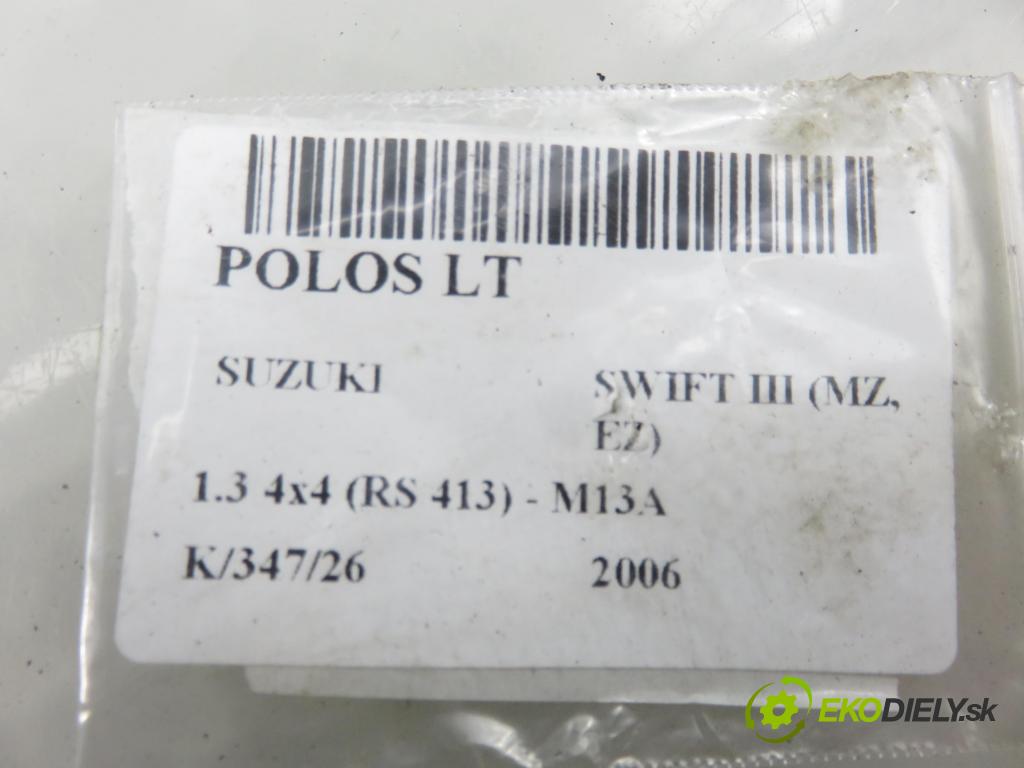 POLOS LT
SUZUKI SWIFT III (MZ,
EZ)
1.3 4x4 (RS 413) - M13A
K/347/26 2006
EKODIELY.sk